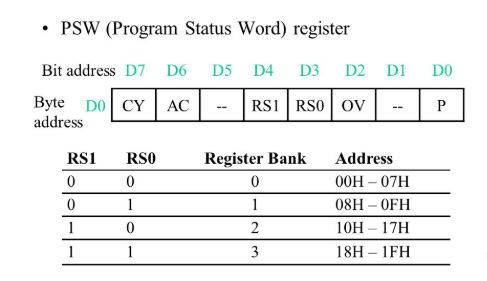 • PSW (Program Status Word) register
Bit address D7 D6 D5 D4 D3 D2 D1 D0
Byte address D0 CY AC -- RS1 RS0 OV -- P
RS1 RS0 Register Bank Address
0 0 0 00H – 07H
0 1 1 08H – 0FH
1 0 2 10H – 17H
1 1 3 18H – 1FH